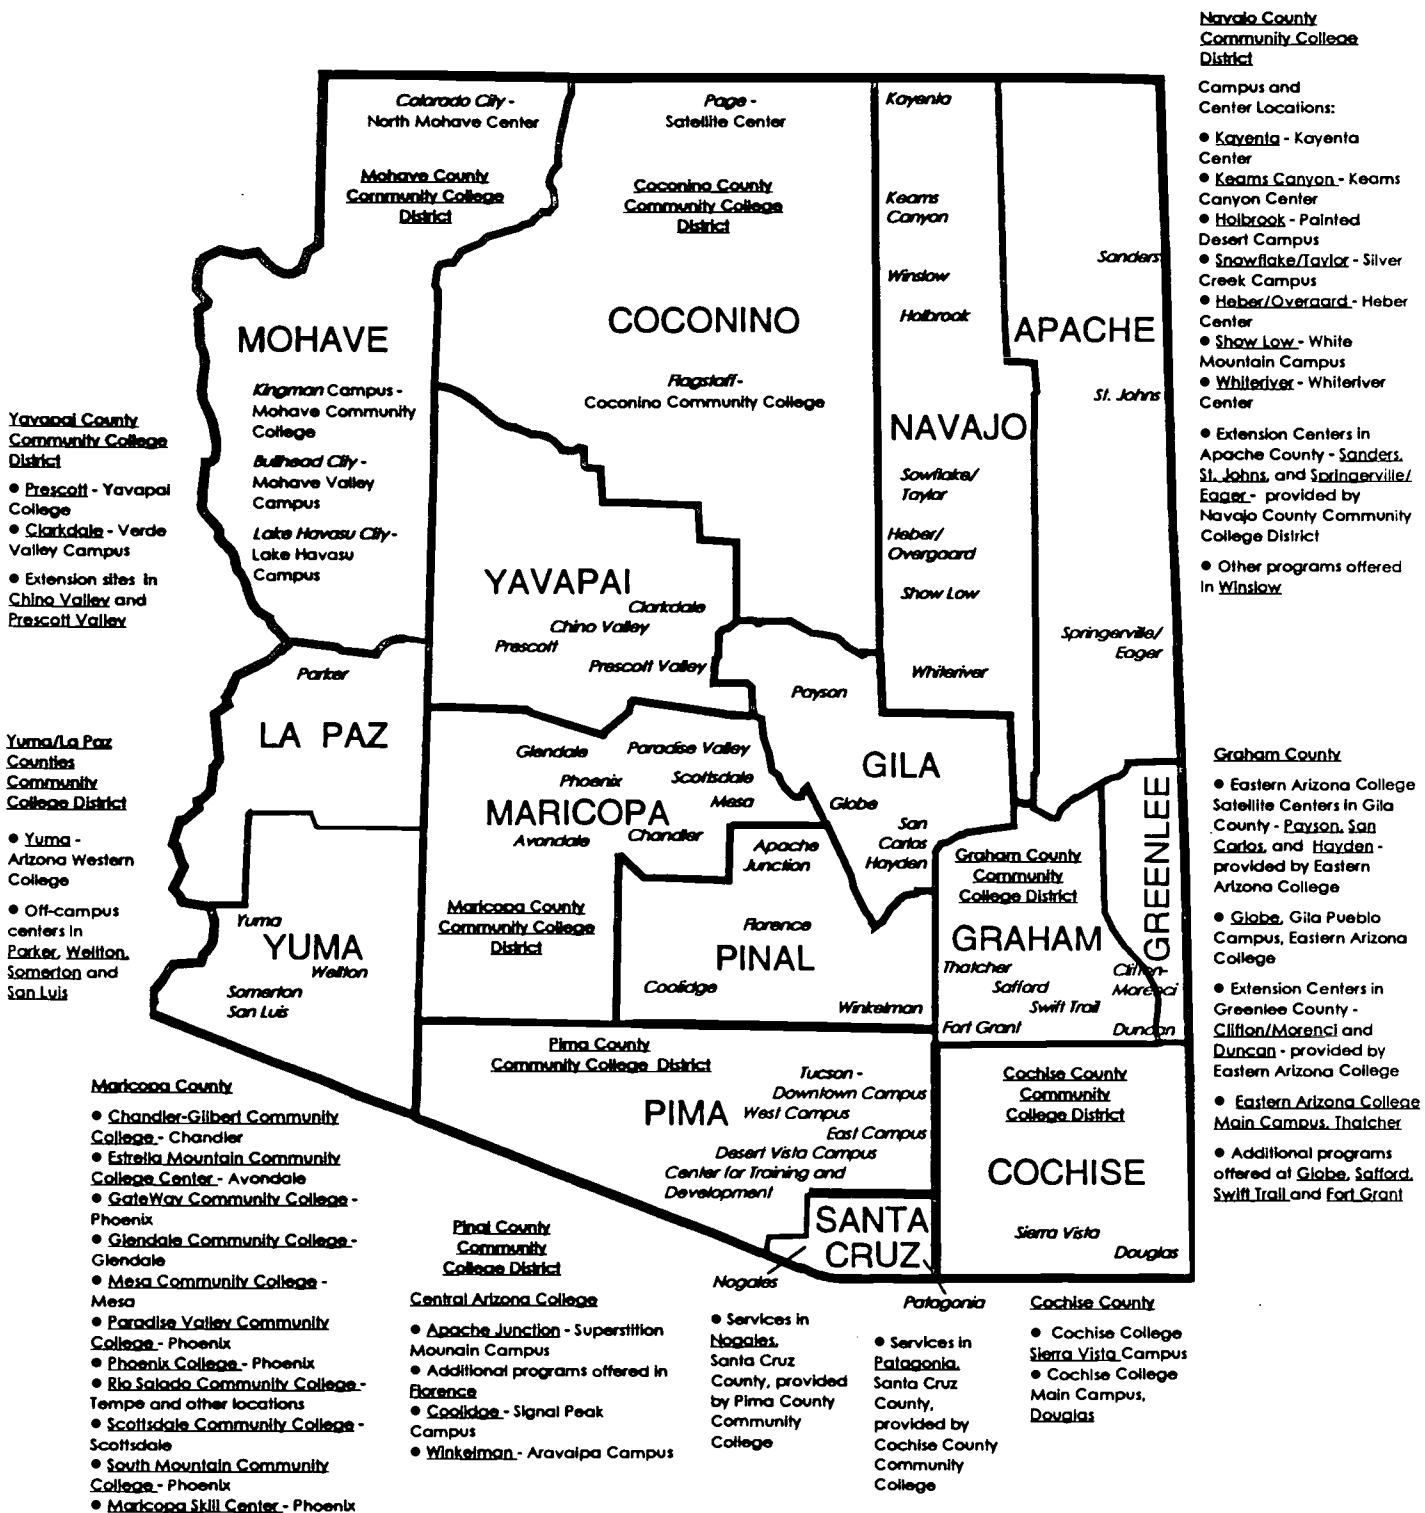 Navajo County
Community College
District
Campus and
Center Locations:
● Kayenta - Kayenta
Center
● Keams Canyon - Keams
Canyon Center
● Holbrook - Painted
Desert Campus
● Snowflake/Taylor - Silver
Creek Campus
● Heber/Overgaard - Heber
Center
● Show Low - White
Mountain Campus
● Whiteriver - Whiteriver
Center
● Extension Centers in
Apache County - Sanders,
St. Johns, and Springerville/
Eager - provided by
Navajo County Community
College District
● Other programs offered
in Winslow
Colorado City -
North Mohave Center
Mohave County
Community College
District
MOHAVE
Kingman Campus -
Mohave Community
College
Bullhead City -
Mohave Valley
Campus
Lake Havasu City -
Lake Havasu
Campus
Page -
Satellite Center
Coconino County
Community College
District
COCONINO
Flagstaff -
Coconino Community College
Kayenta
Keams
Canyon
Winslow
Holbrook
NAVAJO
Sowflake/
Taylor
Heber/
Overgaard
Show Low
Whiteriver
Sanders
APACHE
St. Johns
Springerville/
Eager
Yavapai County
Community College
District
● Prescott - Yavapai
College
● Clarkdale - Verde
Valley Campus
● Extension sites in
Chino Valley and
Prescott Valley
YAVAPAI
Clarkdale
Chino Valley
Prescott
Prescott Valley
Parker
LA PAZ
Yuma/La Paz
Counties
Community
College District
● Yuma -
Arizona Western
College
● Off-campus
centers in
Parker, Wellton,
Somerton and
San Luis
Yuma
YUMA
Wellton
Somerton
San Luis
Glendale
Paradise Valley
Phoenix
Scottsdale
Mesa
MARICOPA
Avondale
Chandler
Maricopa County
Community College
District
Payson
GILA
Globe
San
Carlos
Hayden
Apache
Junction
Florence
PINAL
Coolidge
Winkelman
Graham County
Community
College District
GRAHAM
Thatcher
Safford
Swift Trail
Fort Grant
GREENLEE
Clifton-
Morenci
Duncan
Graham County
● Eastern Arizona College
Satellite Centers in Gila
County - Payson, San
Carlos, and Hayden -
provided by Eastern
Arizona College
● Globe, Gila Pueblo
Campus, Eastern Arizona
College
● Extension Centers in
Greenlee County -
Clifton/Morenci and
Duncan - provided by
Eastern Arizona College
● Eastern Arizona College
Main Campus, Thatcher
● Additional programs
offered at Globe, Safford,
Swift Trail and Fort Grant
Pima County
Community College District
PIMA
Tucson -
Downtown Campus
West Campus
East Campus
Desert Vista Campus
Center for Training and
Development
Cochise County
Community
College District
COCHISE
Sierra Vista
Douglas
SANTA
CRUZ
Nogales
Patagonia
Maricopa County
● Chandler-Gilbert Community
College - Chandler
● Estrella Mountain Community
College Center - Avondale
● GateWay Community College -
Phoenix
● Glendale Community College -
Glendale
● Mesa Community College -
Mesa
● Paradise Valley Community
College - Phoenix
● Phoenix College - Phoenix
● Rio Salado Community College -
Tempe and other locations
● Scottsdale Community College -
Scottsdale
● South Mountain Community
College - Phoenix
● Maricopa Skill Center - Phoenix
Pinal County
Community
College District
Central Arizona College
● Apache Junction - Superstition
Mounain Campus
● Additional programs offered in
Florence
● Coolidge - Signal Peak
Campus
● Winkelman - Aravaipa Campus
● Services in
Nogales,
Santa Cruz
County, provided
by Pima County
Community
College
● Services in
Patagonia,
Santa Cruz
County,
provided by
Cochise County
Community
College
Cochise County
● Cochise College
Sierra Vista Campus
● Cochise College
Main Campus,
Douglas